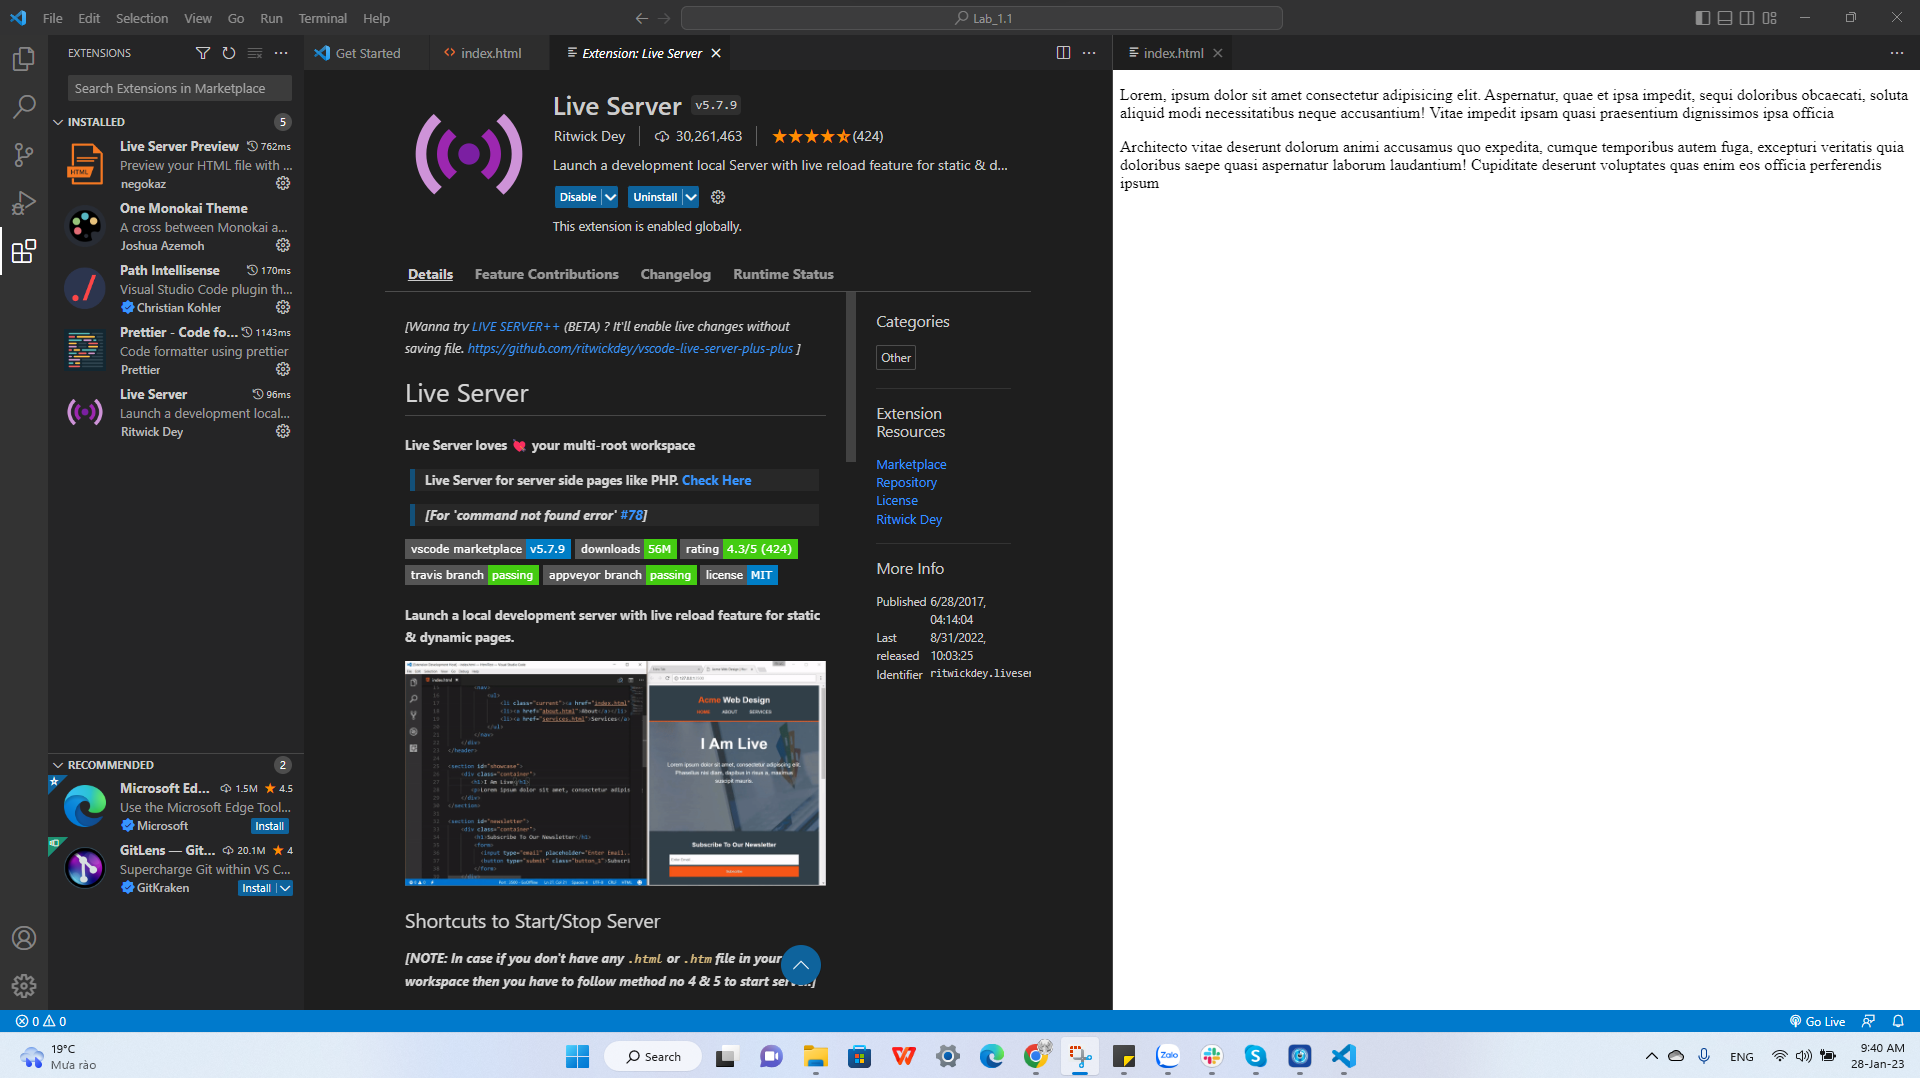 File Edit Selection View Go Run Terminal Help
Lab_1.1
EXTENSIONS
Search Extensions in Marketplace
INSTALLED 5
Live Server Preview 762ms
Preview your HTML file with ...
negokaz
One Monokai Theme
A cross between Monokai a...
Joshua Azemoh
Path Intellisense 170ms
Visual Studio Code plugin th...
Christian Kohler
Prettier - Code fo... 1143ms
Code formatter using prettier
Prettier
Live Server 96ms
Launch a development local...
Ritwick Dey
RECOMMENDED 2
Microsoft Ed... 1.5M 4.5
Use the Microsoft Edge Tool...
Microsoft Install
GitLens — Git... 20.1M 4
Supercharge Git within VS C...
GitKraken Install
Get Started index.html Extension: Live Server
Live Server v5.7.9
Ritwick Dey 30,261,463 (424)
Launch a development local Server with live reload feature for static & d...
Disable Uninstall
This extension is enabled globally.
Details Feature Contributions Changelog Runtime Status
[Wanna try LIVE SERVER++ (BETA) ? It'll enable live changes without
saving file. https://github.com/ritwickdey/vscode-live-server-plus-plus ]
Live Server
Live Server loves 💘 your multi-root workspace
Live Server for server side pages like PHP. Check Here
[For 'command not found error' #78]
vscode marketplace v5.7.9 downloads 56M rating 4.3/5 (424)
travis branch passing appveyor branch passing license MIT
Launch a local development server with live reload feature for static
& dynamic pages.
Acme Web Design
HOME ABOUT SERVICES
I Am Live
Subscribe To Our Newsletter
Shortcuts to Start/Stop Server
[NOTE: In case if you don't have any .html or .htm file in your
workspace then you have to follow method no 4 & 5 to start
Categories
Other
Extension
Resources
Marketplace
Repository
License
Ritwick Dey
More Info
Published 6/28/2017,
04:14:04
Last 8/31/2022,
released 10:03:25
Identifier ritwickdey.liveser
index.html
Lorem, ipsum dolor sit amet consectetur adipisicing elit. Aspernatur, quae et ipsa impedit, sequi doloribus obcaecati, soluta
aliquid modi necessitatibus neque accusantium! Vitae impedit ipsam quasi praesentium dignissimos ipsa officia
Architecto vitae deserunt dolorum animi accusamus quo expedita, cumque temporibus autem fuga, excepturi veritatis quia
doloribus saepe quasi aspernatur laborum laudantium! Cupiditate deserunt voluptates quas enim eos officia perferendis
ipsum
0 0
Go Live
19°C
Mưa rào
Search
Zalo
ENG
9:40 AM
28-Jan-23